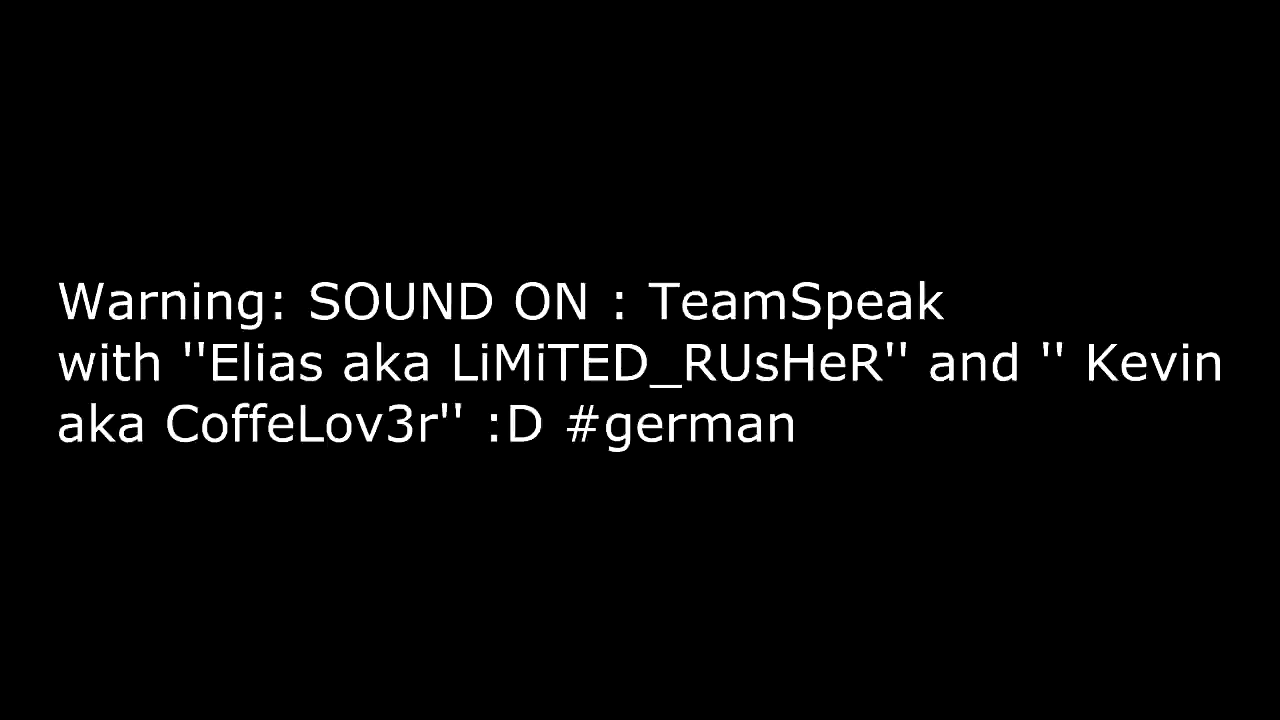 Warning: SOUND ON : TeamSpeak
with ''Elias aka LiMiTED_RUsHeR'' and '' Kevin
aka CoffeLov3r'' :D #german